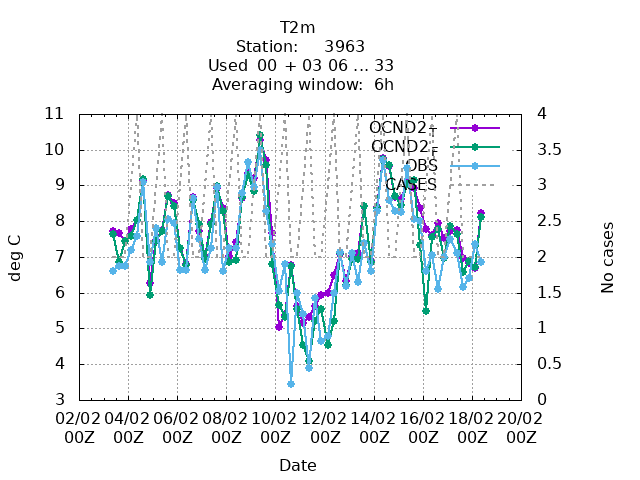 T2m
Station: 3963
Used 00 + 03 06 ... 33
Averaging window: 6h
deg C
11
10
9
8
7
6
5
4
3
No cases
4
3.5
3
2.5
2
1.5
1
0.5
0
OCND2_T
OCND2_F
OBS
CASES
02/02 04/02 06/02 08/02 10/02 12/02 14/02 16/02 18/02 20/02
00Z 00Z 00Z 00Z 00Z 00Z 00Z 00Z 00Z 00Z
Date